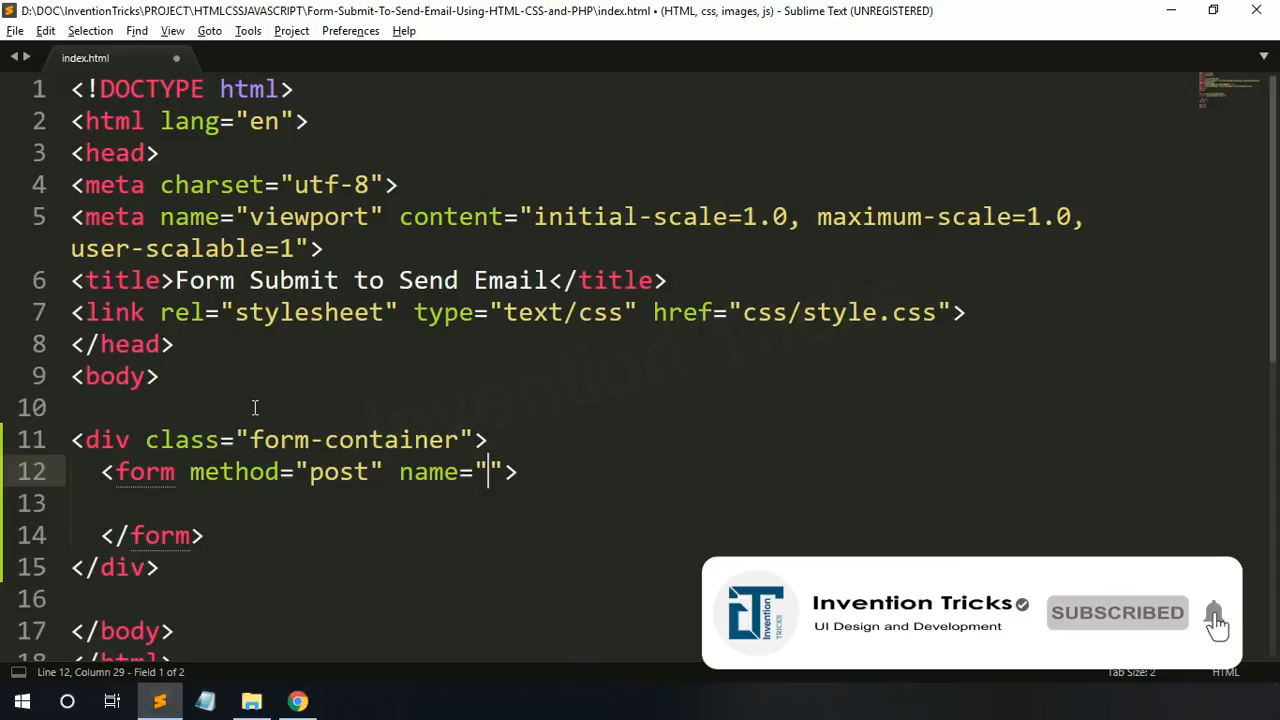 D:\DOC\InventionTricks\PROJECT\HTMLCSSJAVASCRIPT\Form-Submit-To-Send-Email-Using-HTML-CSS-and-PHP\index.html • (HTML, css, images, js) - Sublime Text (UNREGISTERED)
File Edit Selection Find View Goto Tools Project Preferences Help
index.html
1 <!DOCTYPE html>
2 <html lang="en">
3 <head>
4 <meta charset="utf-8">
5 <meta name="viewport" content="initial-scale=1.0, maximum-scale=1.0,
user-scalable=1">
6 <title>Form Submit to Send Email</title>
7 <link rel="stylesheet" type="text/css" href="css/style.css">
8 </head>
9 <body>
10
11 <div class="form-container">
12 <form method="post" name="">
13
14 </form>
15 </div>
16
17 </body>
18 </html>
Invention Tricks
Invention Tricks
UI Design and Development
SUBSCRIBED
Invention
TRICKS
Line 12, Column 29 - Field 1 of 2
Tab Size: 2
HTML